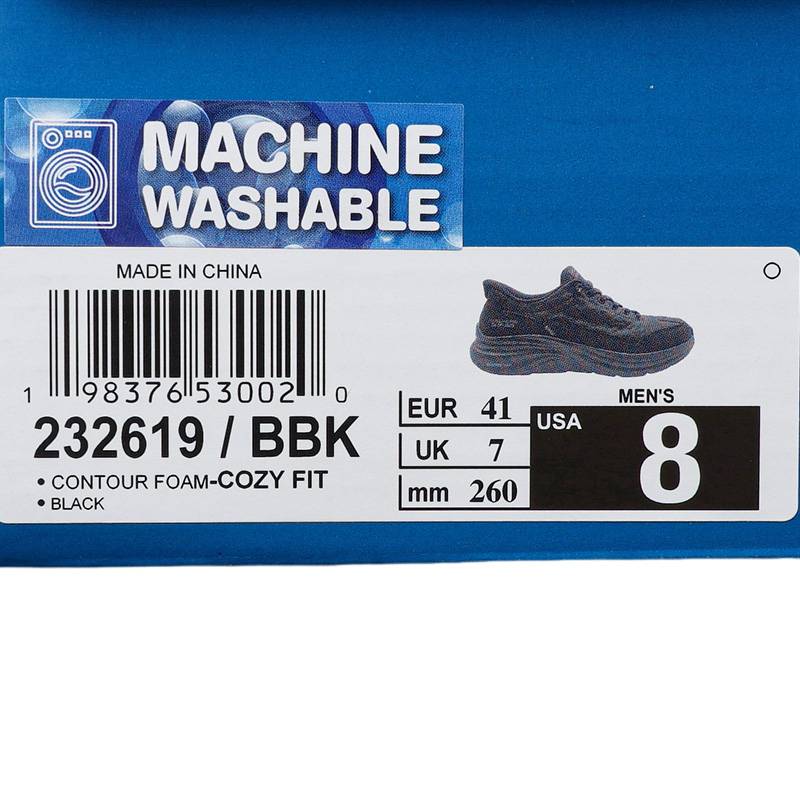 MACHINE
WASHABLE
MADE IN CHINA
1 98376 53002 0
232619 / BBK
• CONTOUR FOAM-COZY FIT
• BLACK
EUR 41
UK 7
mm 260
MEN'S
USA 8